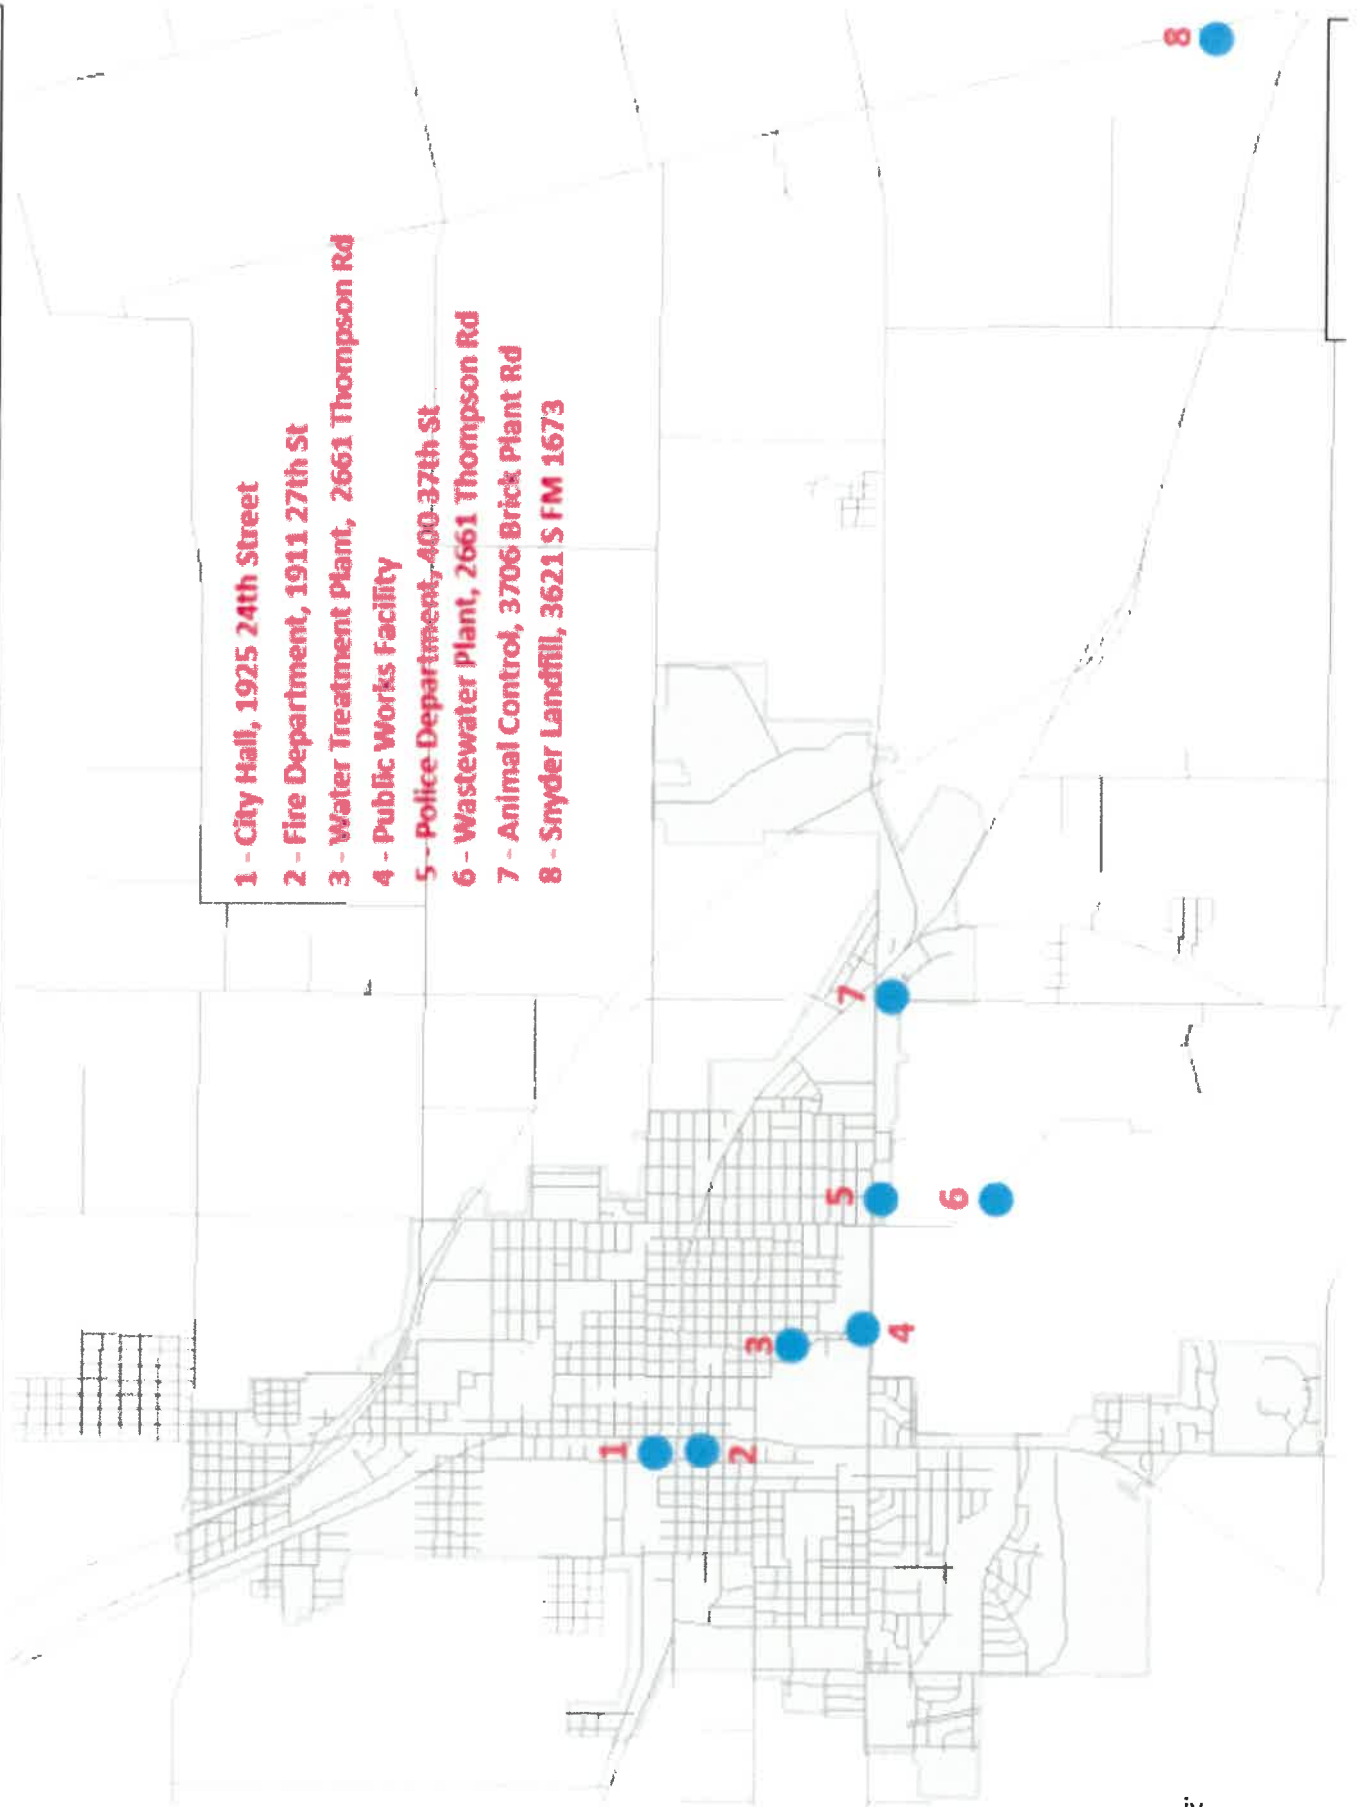 1 - City Hall, 1925 24th Street
2 - Fire Department, 1911 27th St
3 - Water Treatment Plant, 2661 Thompson Rd
4 - Public Works Facility
5 - Police Department, 400 37th St
6 - Wastewater Plant, 2661 Thompson Rd
7 - Animal Control, 3706 Brick Plant Rd
8 - Snyder Landfill, 3621 S FM 1673
1
2
3
4
5
6
7
8
iv